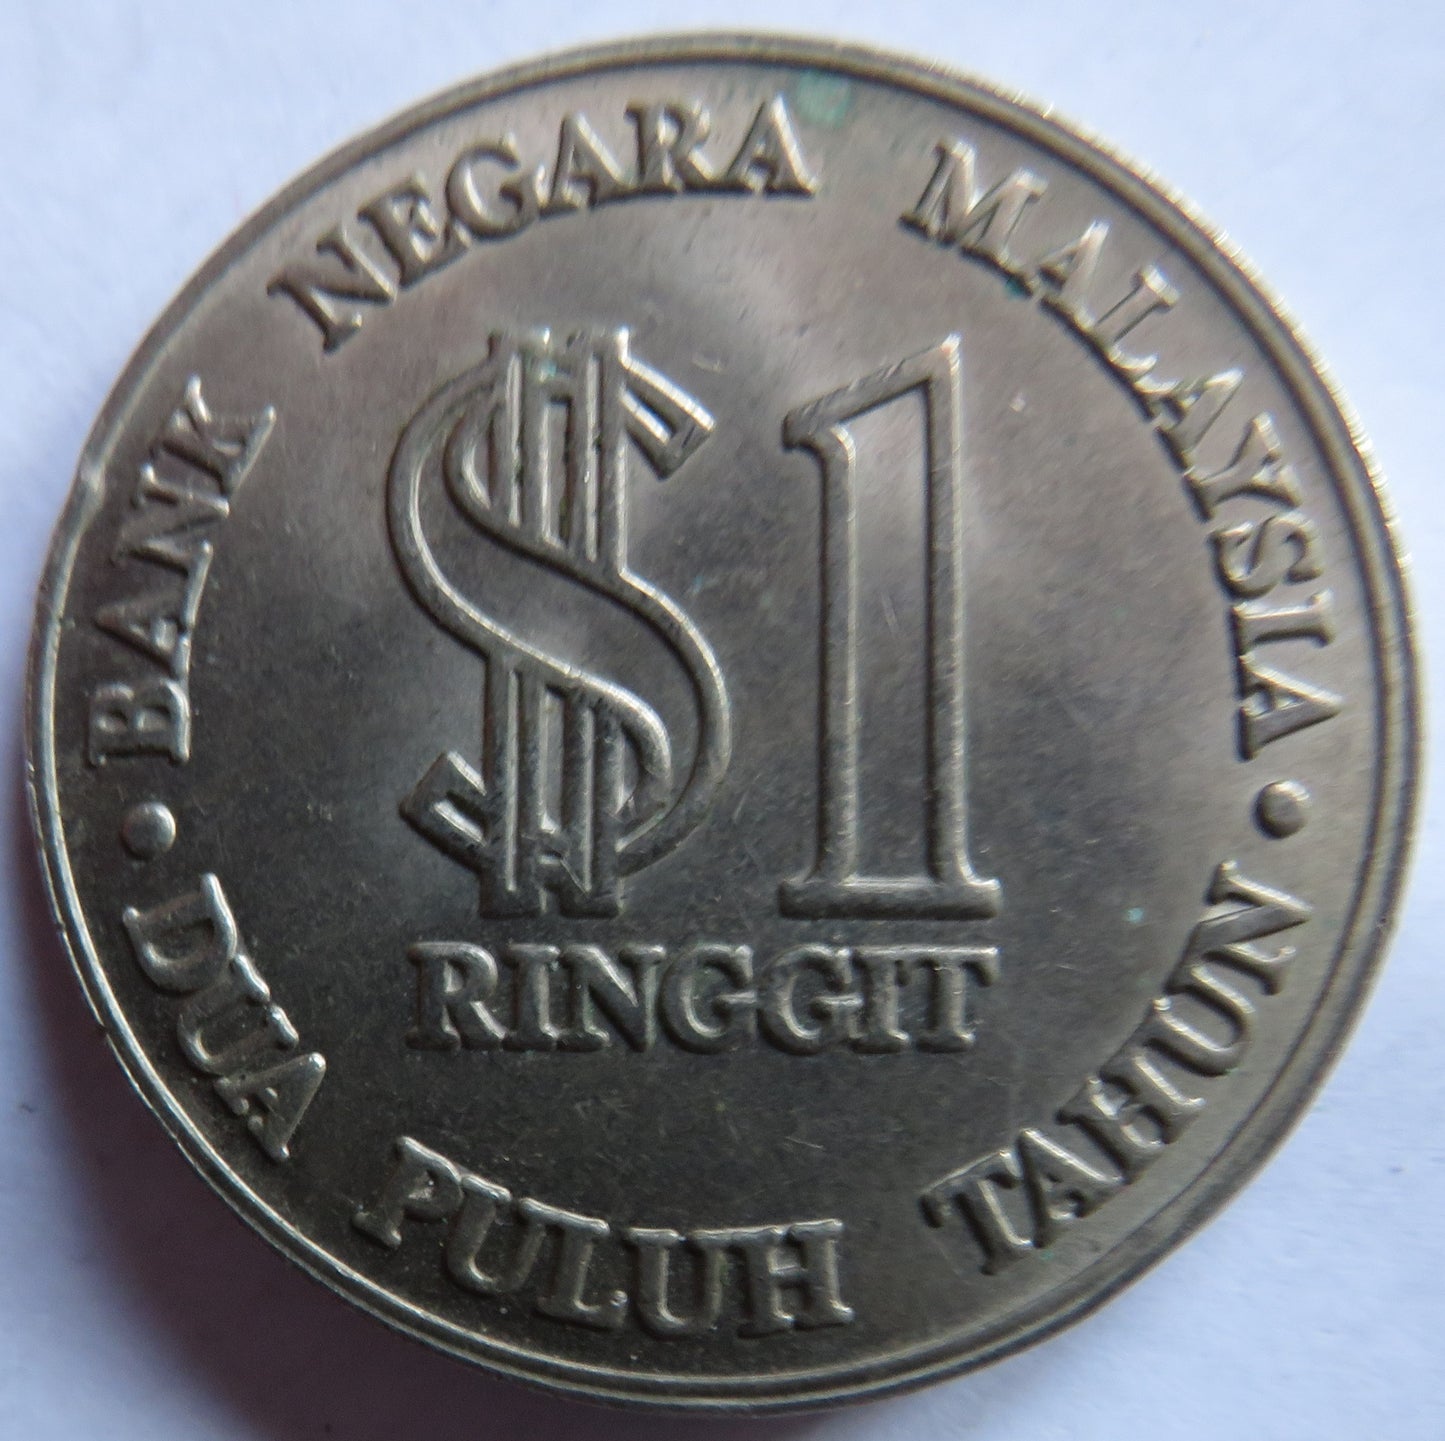 BANK NEGARA MALAYSIA
$1
RINGGIT
· DUA PULUH TAHUN ·